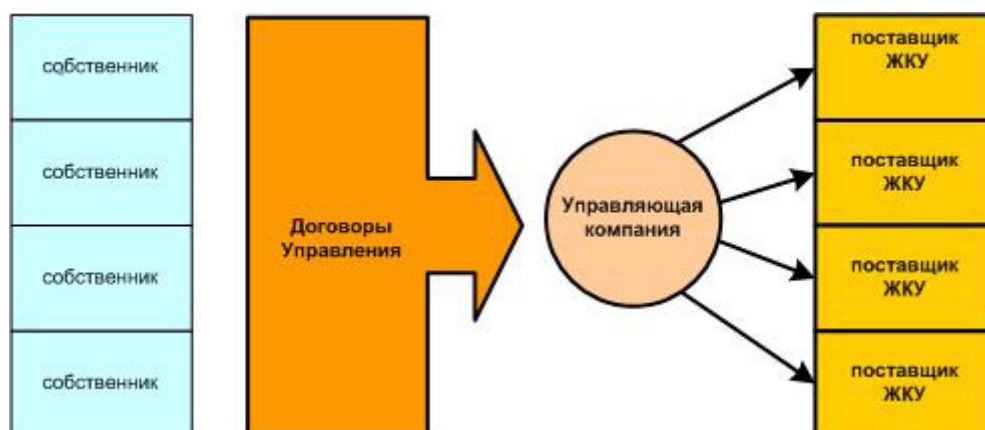 собственник
собственник
собственник
собственник
Договоры
Управления
Управляющая
компания
поставщик
ЖКУ
поставщик
ЖКУ
поставщик
ЖКУ
поставщик
ЖКУ